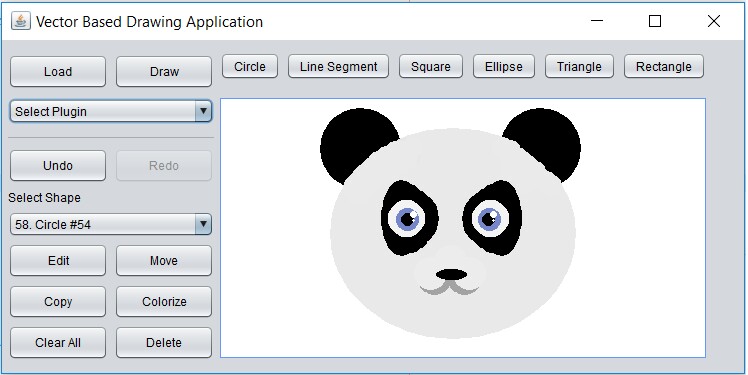 Vector Based Drawing Application
Load Draw
Circle Line Segment Square Ellipse Triangle Rectangle
Select Plugin
Undo Redo
Select Shape
58. Circle #54
Edit Move
Copy Colorize
Clear All Delete